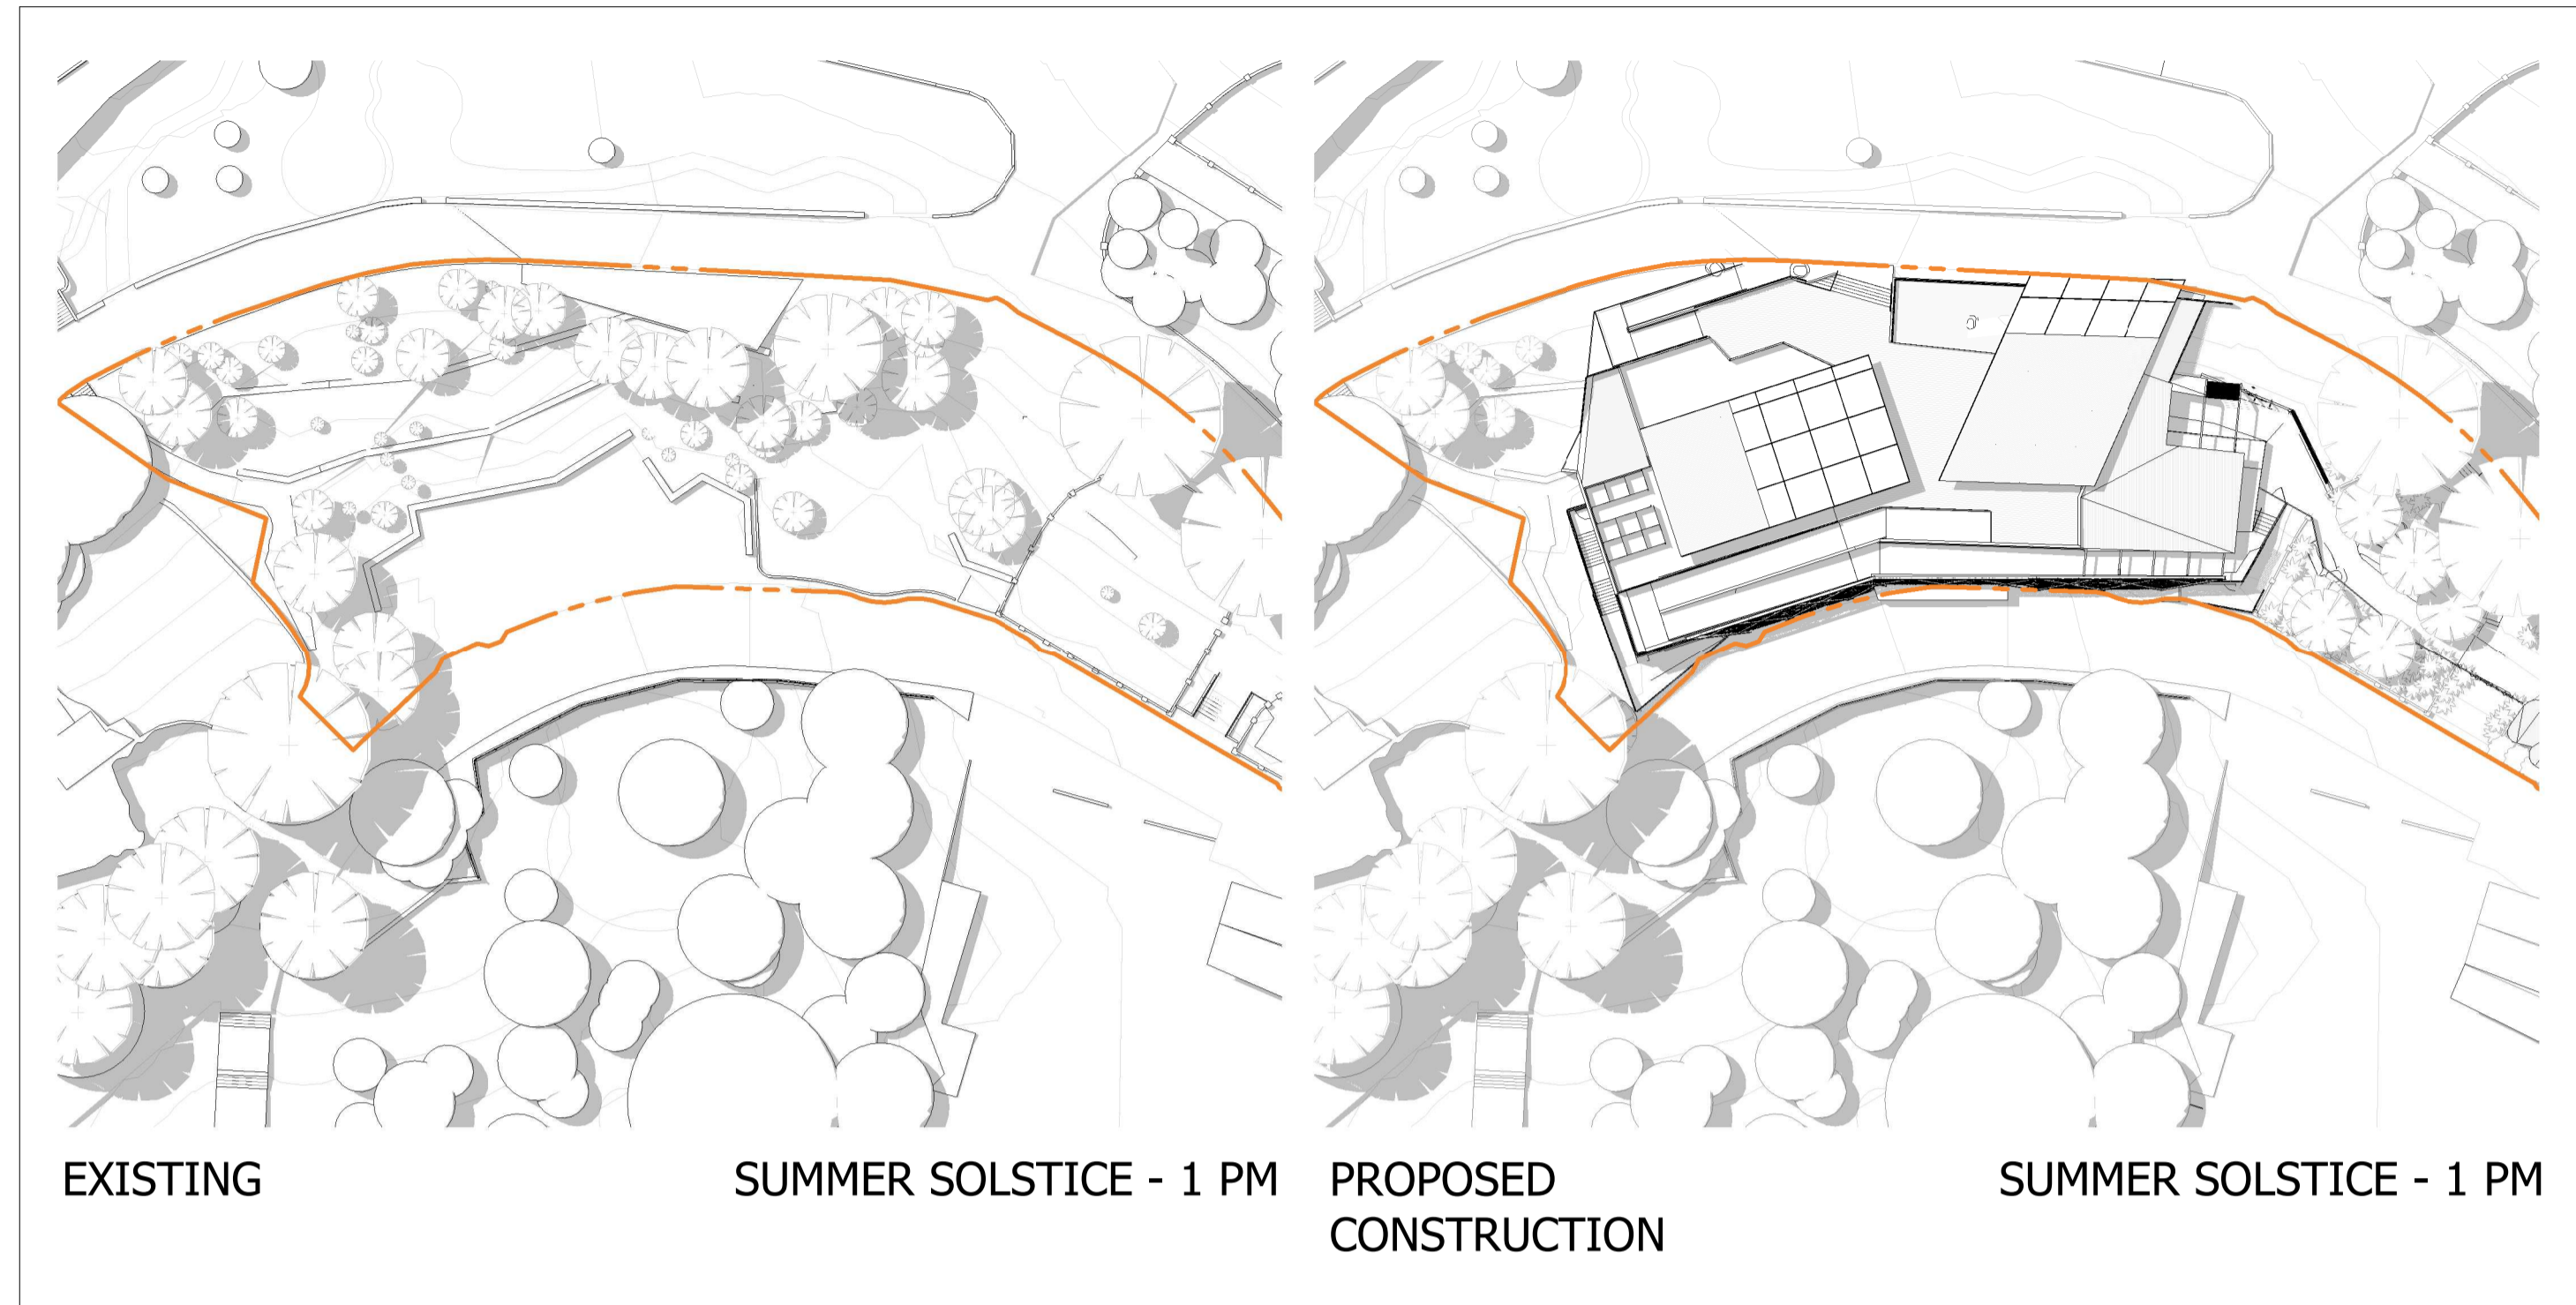 EXISTING
SUMMER SOLSTICE - 1 PM
PROPOSED
CONSTRUCTION
SUMMER SOLSTICE - 1 PM